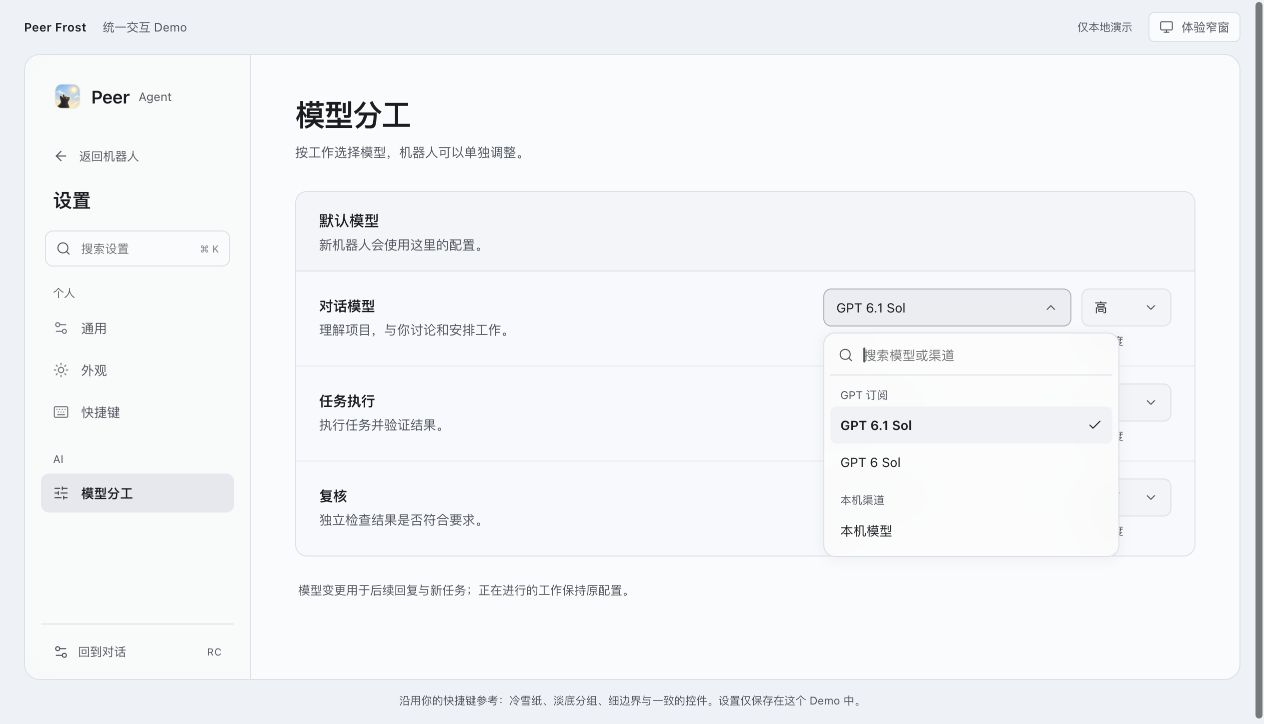 Peer Frost 统一交互 Demo
仅本地演示
体验窄窗
Peer Agent
返回机器人
设置
搜索设置 ⌘ K
个人
通用
外观
快捷键
AI
模型分工
回到对话 RC
模型分工
按工作选择模型，机器人可以单独调整。
默认模型
新机器人会使用这里的配置。
对话模型
理解项目，与你讨论和安排工作。
GPT 6.1 Sol
高
度
搜索模型或渠道
GPT 订阅
GPT 6.1 Sol
GPT 6 Sol
本机渠道
本机模型
任务执行
执行任务并验证结果。
度
复核
独立检查结果是否符合要求。
度
模型变更用于后续回复与新任务；正在进行的工作保持原配置。
沿用你的快捷键参考：冷雪纸、淡底分组、细边界与一致的控件。设置仅保存在这个 Demo 中。